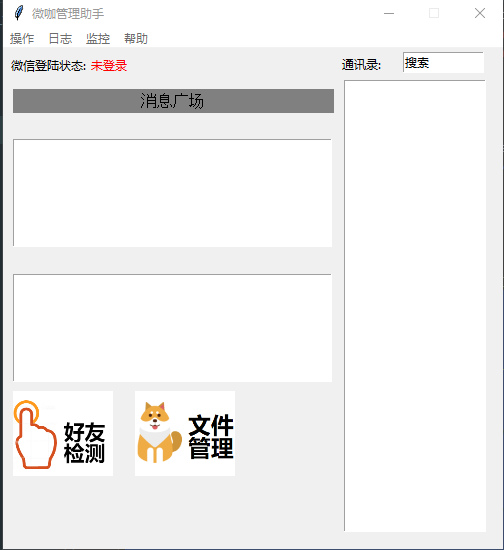 微咖管理助手
操作 日志 监控 帮助
微信登陆状态: 未登录
通讯录: 搜索
消息广场
好友
检测
文件
管理